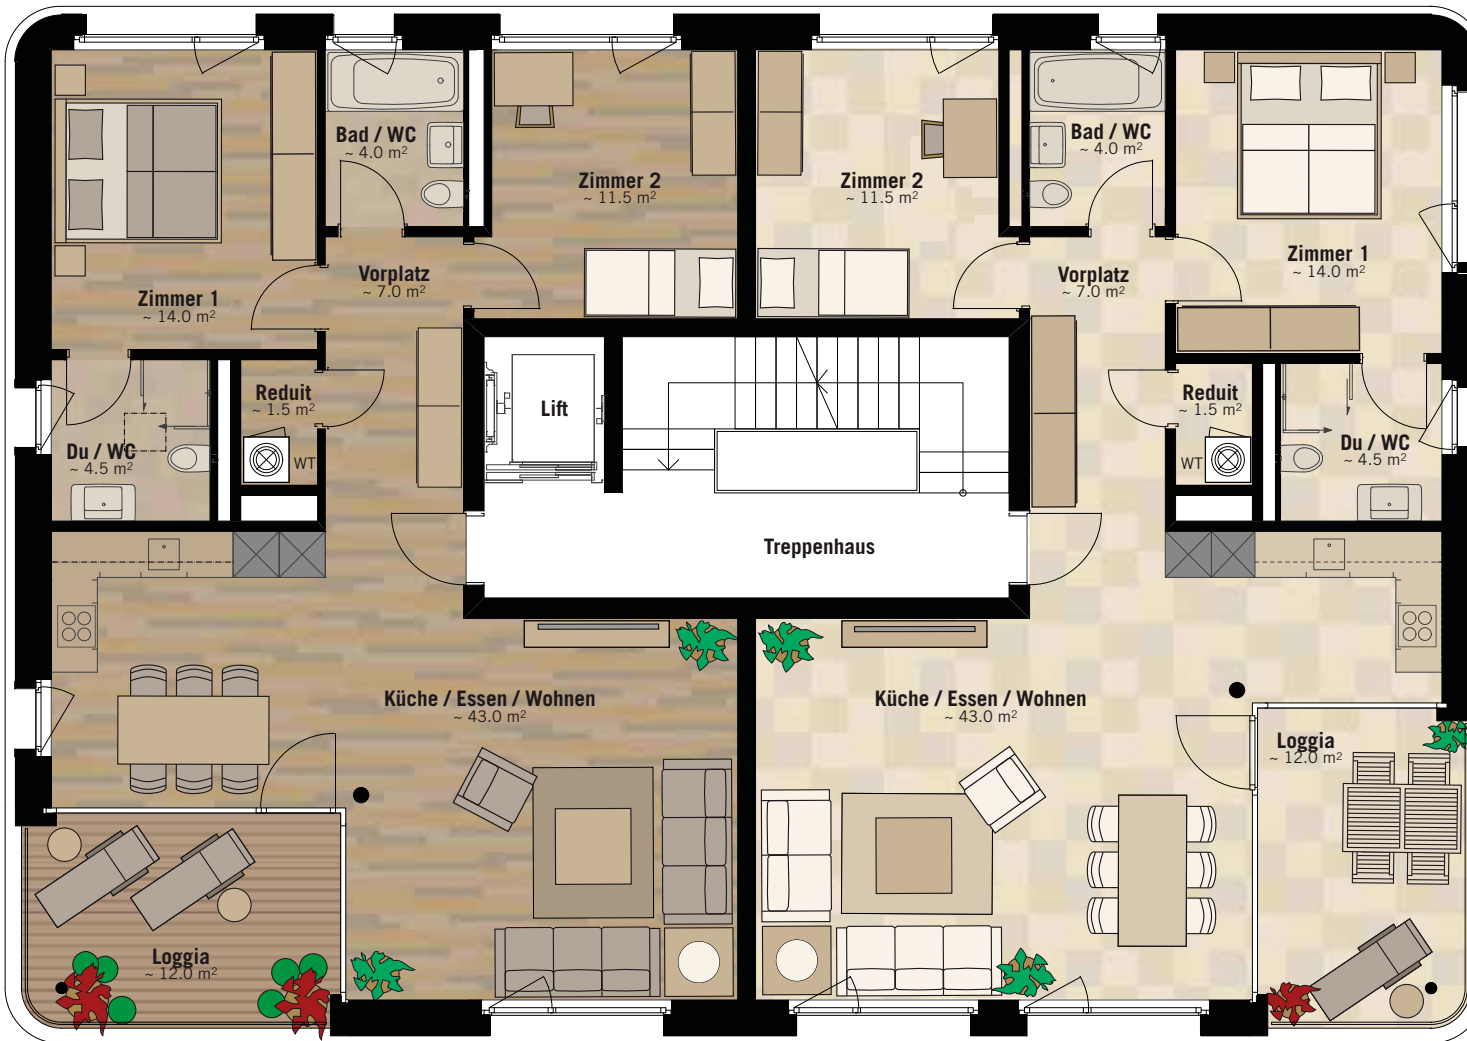 Bad / WC
~ 4.0 m²
Zimmer 2
~ 11.5 m²
Zimmer 1
~ 14.0 m²
Vorplatz
~ 7.0 m²
Reduit
~ 1.5 m²
WT
Du / WC
~ 4.5 m²
Lift
Treppenhaus
Küche / Essen / Wohnen
~ 43.0 m²
Loggia
~ 12.0 m²
Zimmer 2
~ 11.5 m²
Bad / WC
~ 4.0 m²
Vorplatz
~ 7.0 m²
Zimmer 1
~ 14.0 m²
Reduit
~ 1.5 m²
WT
Du / WC
~ 4.5 m²
Küche / Essen / Wohnen
~ 43.0 m²
Loggia
~ 12.0 m²